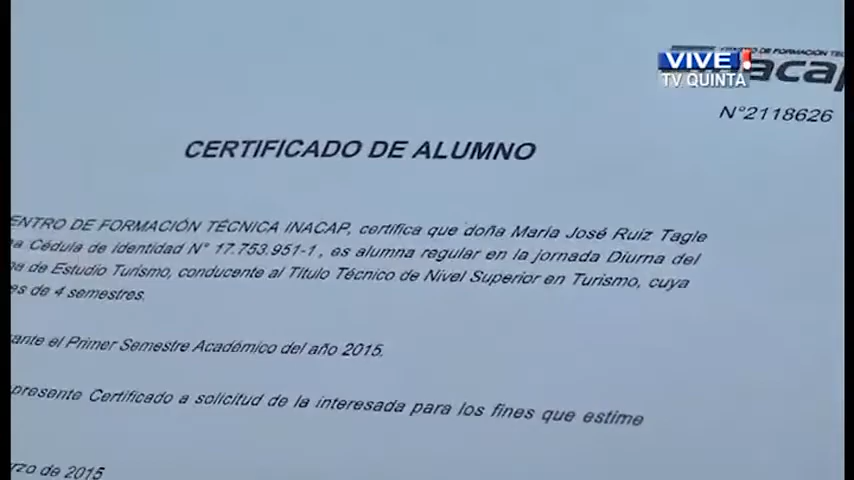 VIVE!
TV QUINTA
DE FORMACIÓN
N°2118626
CERTIFICADO DE ALUMNO
ENTRO DE FORMACIÓN TÉCNICA INACAP, certifica que doña María José Ruiz Tagle
a Cédula de identidad N° 17.753.951-1, es alumna regular en la jornada Diurna del
a de Estudio Turismo, conducente al Título Técnico de Nivel Superior en Turismo, cuya
es de 4 semestres.
rante el Primer Semestre Académico del año 2015.
presente Certificado a solicitud de la interesada para los fines que estime
rzo de 2015